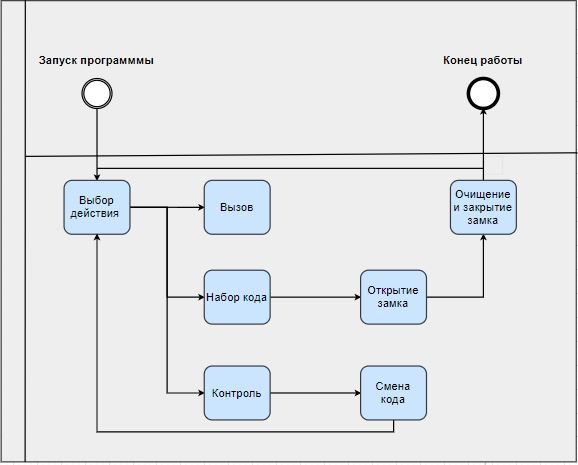 Запуск программмы
Конец работы
Выбор
действия
Вызов
Очищение
и закрытие
замка
Набор кода
Открытие
замка
Контроль
Смена
кода